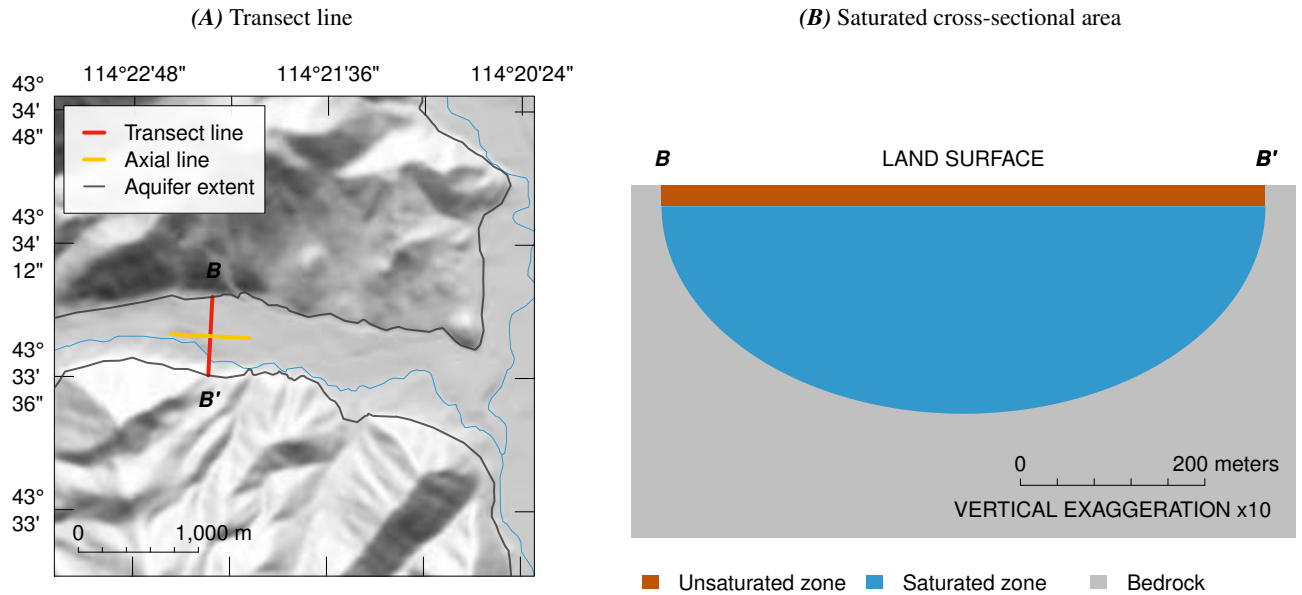 (A) Transect line
114°22'48"
114°21'36"
114°20'24"
43°
34'
48"
Transect line
Axial line
Aquifer extent
43°
34'
12"
B
43°
33'
36"
B'
43°
33'
0
1,000 m
(B) Saturated cross-sectional area
B
LAND SURFACE
B'
0
200 meters
VERTICAL EXAGGERATION x10
Unsaturated zone
Saturated zone
Bedrock